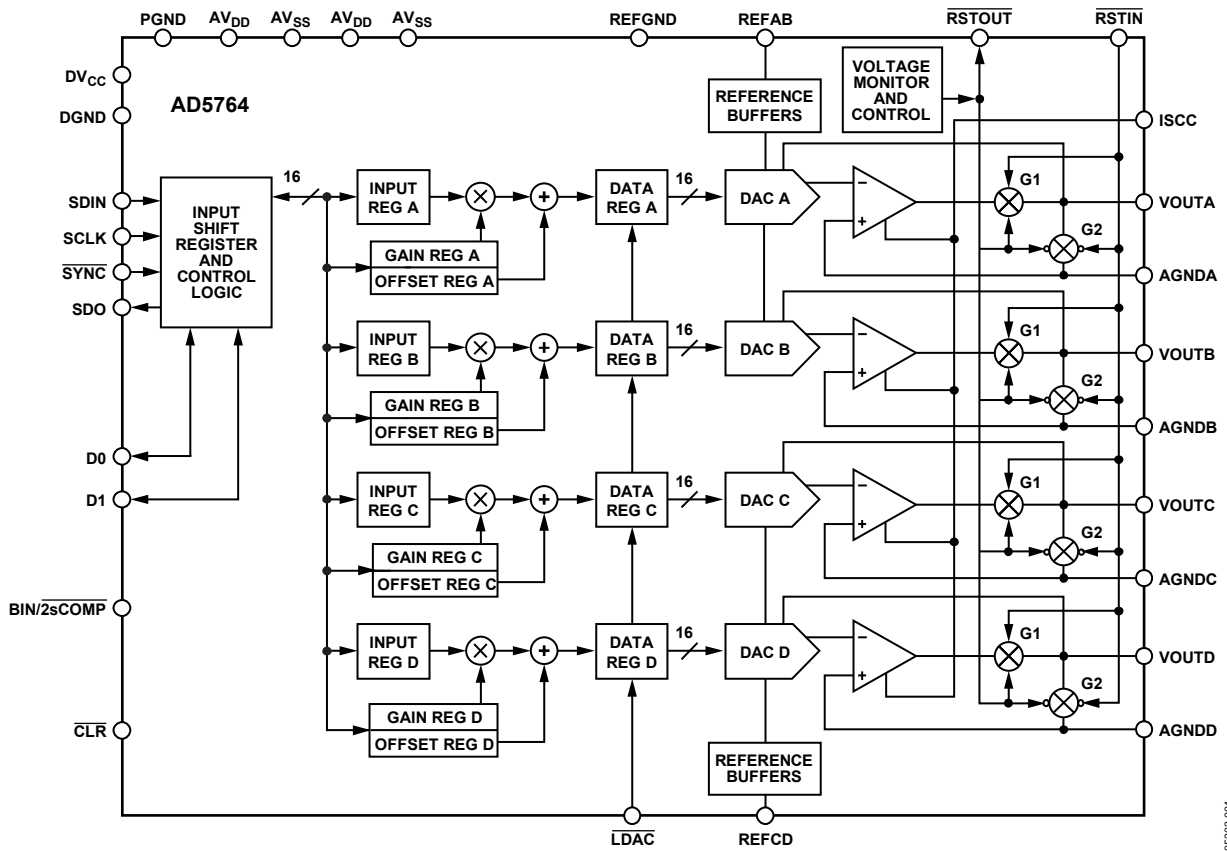 PGND AVDD AVSS AVDD AVSS REFGND REFAB RSTOUT RSTIN
DVCC
DGND
AD5764
REFERENCE
BUFFERS
VOLTAGE
MONITOR
AND
CONTROL
ISCC
SDIN
SCLK
SYNC
SDO
INPUT
SHIFT
REGISTER
AND
CONTROL
LOGIC
16
INPUT
REG A
GAIN REG A
OFFSET REG A
DATA
REG A
16
DAC A
G1
G2
VOUTA
AGNDA
INPUT
REG B
GAIN REG B
OFFSET REG B
DATA
REG B
16
DAC B
G1
G2
VOUTB
AGNDB
D0
D1
INPUT
REG C
GAIN REG C
OFFSET REG C
DATA
REG C
16
DAC C
G1
G2
VOUTC
AGNDC
BIN/2sCOMP
INPUT
REG D
GAIN REG D
OFFSET REG D
DATA
REG D
16
DAC D
G1
G2
VOUTD
AGNDD
CLR
REFERENCE
BUFFERS
LDAC REFCD